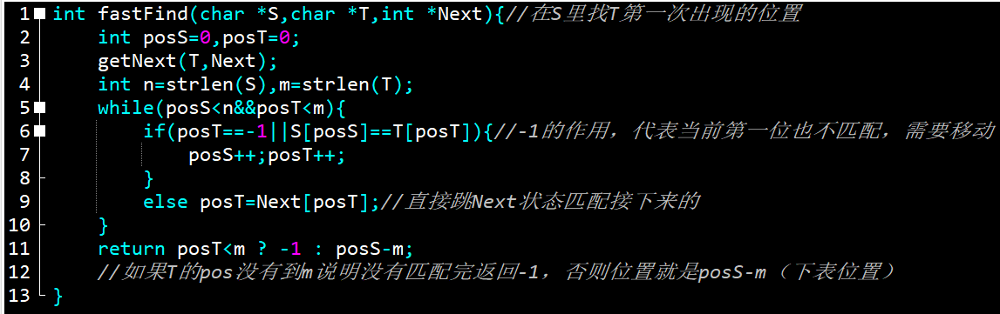 1 int fastFind(char *S,char *T,int *Next){//在S里找T第一次出现的位置
2 int posS=0,posT=0;
3 getNext(T,Next);
4 int n=strlen(S),m=strlen(T);
5 while(posS<n&&posT<m){
6 if(posT==-1||S[posS]==T[posT]){//-1的作用，代表当前第一位也不匹配，需要移动
7 posS++;posT++;
8 }
9 else posT=Next[posT];//直接跳Next状态匹配接下来的
10 }
11 return posT<m ? -1 : posS-m;
12 //如果T的pos没有到m说明没有匹配完返回-1，否则位置就是posS-m（下表位置）
13 }